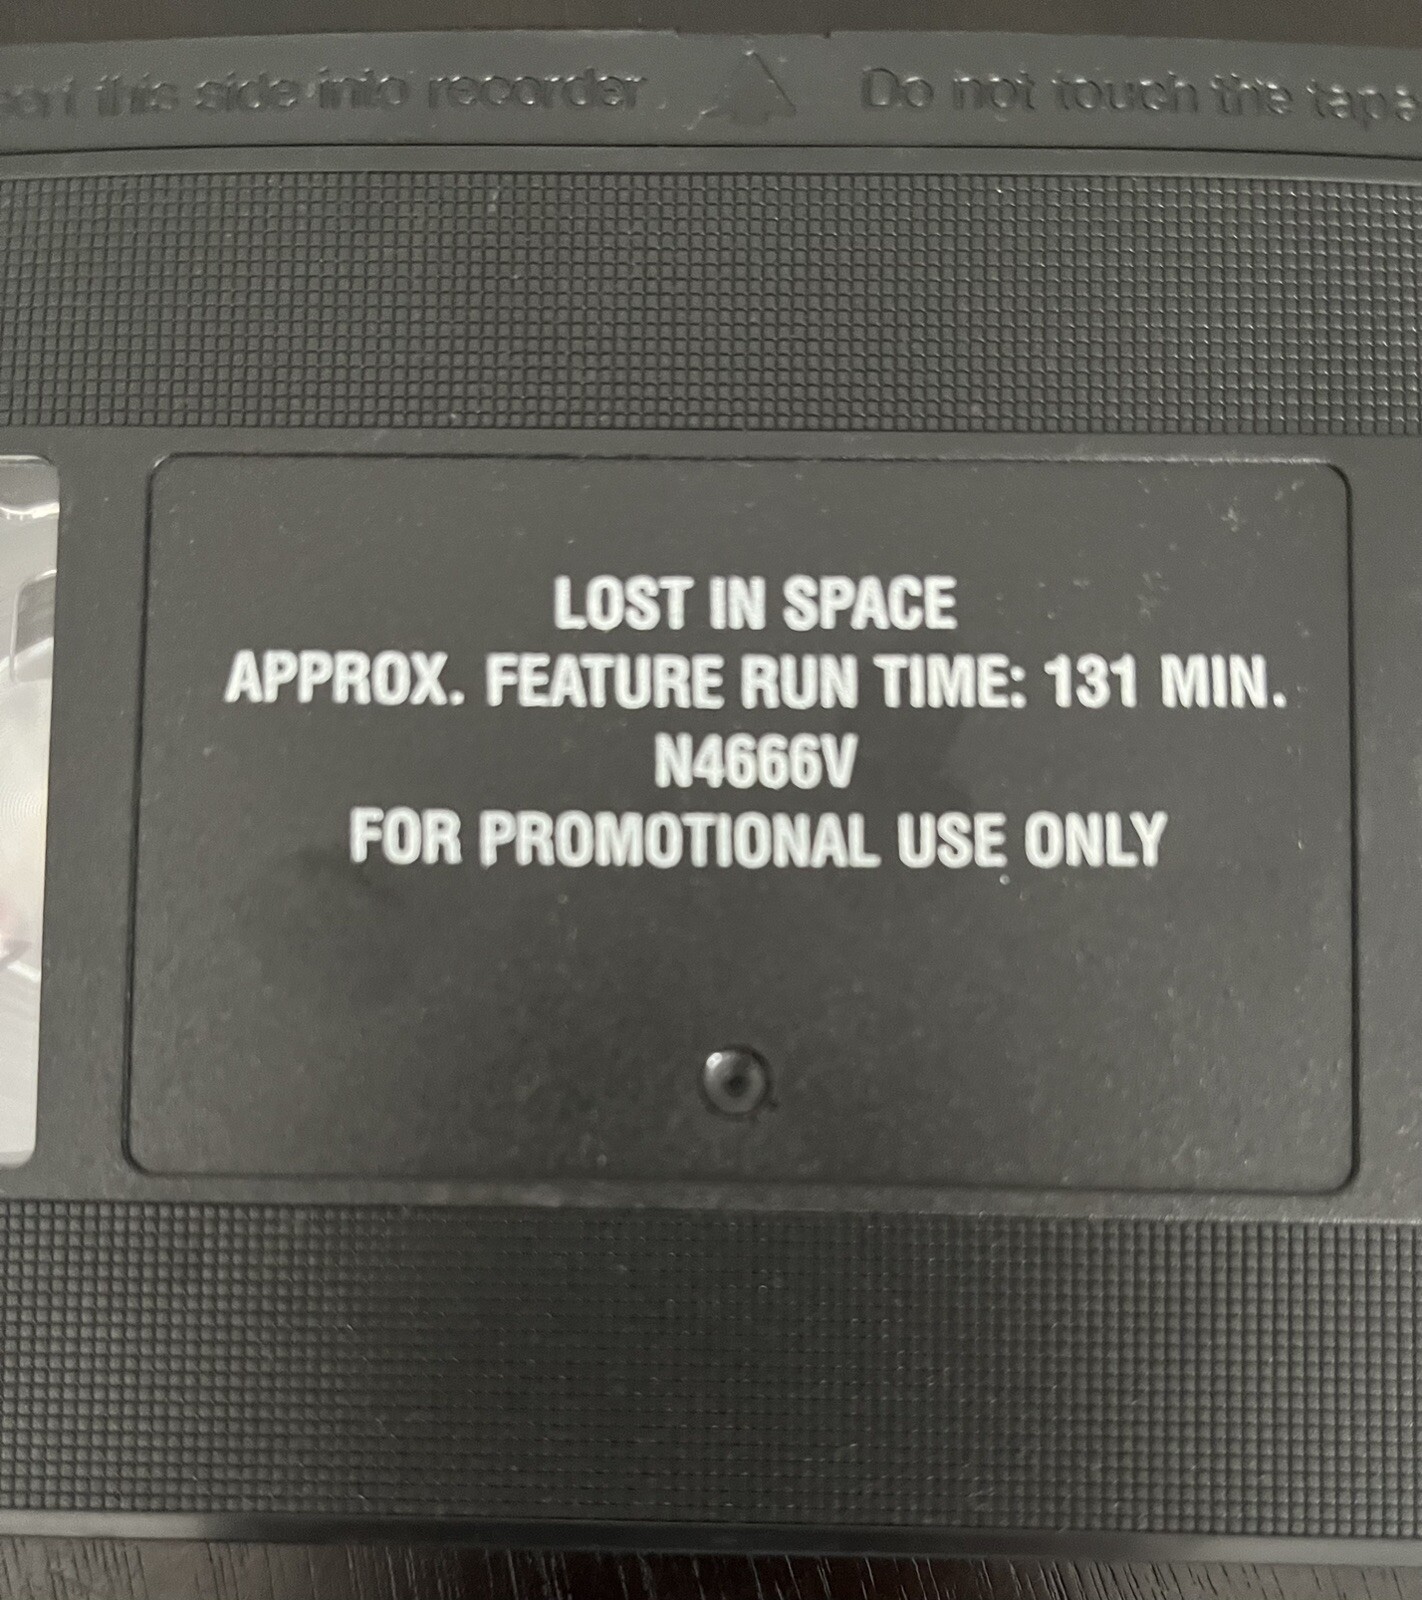 this side into recorder Do not touch the tape
LOST IN SPACE
APPROX. FEATURE RUN TIME: 131 MIN.
N4666V
FOR PROMOTIONAL USE ONLY